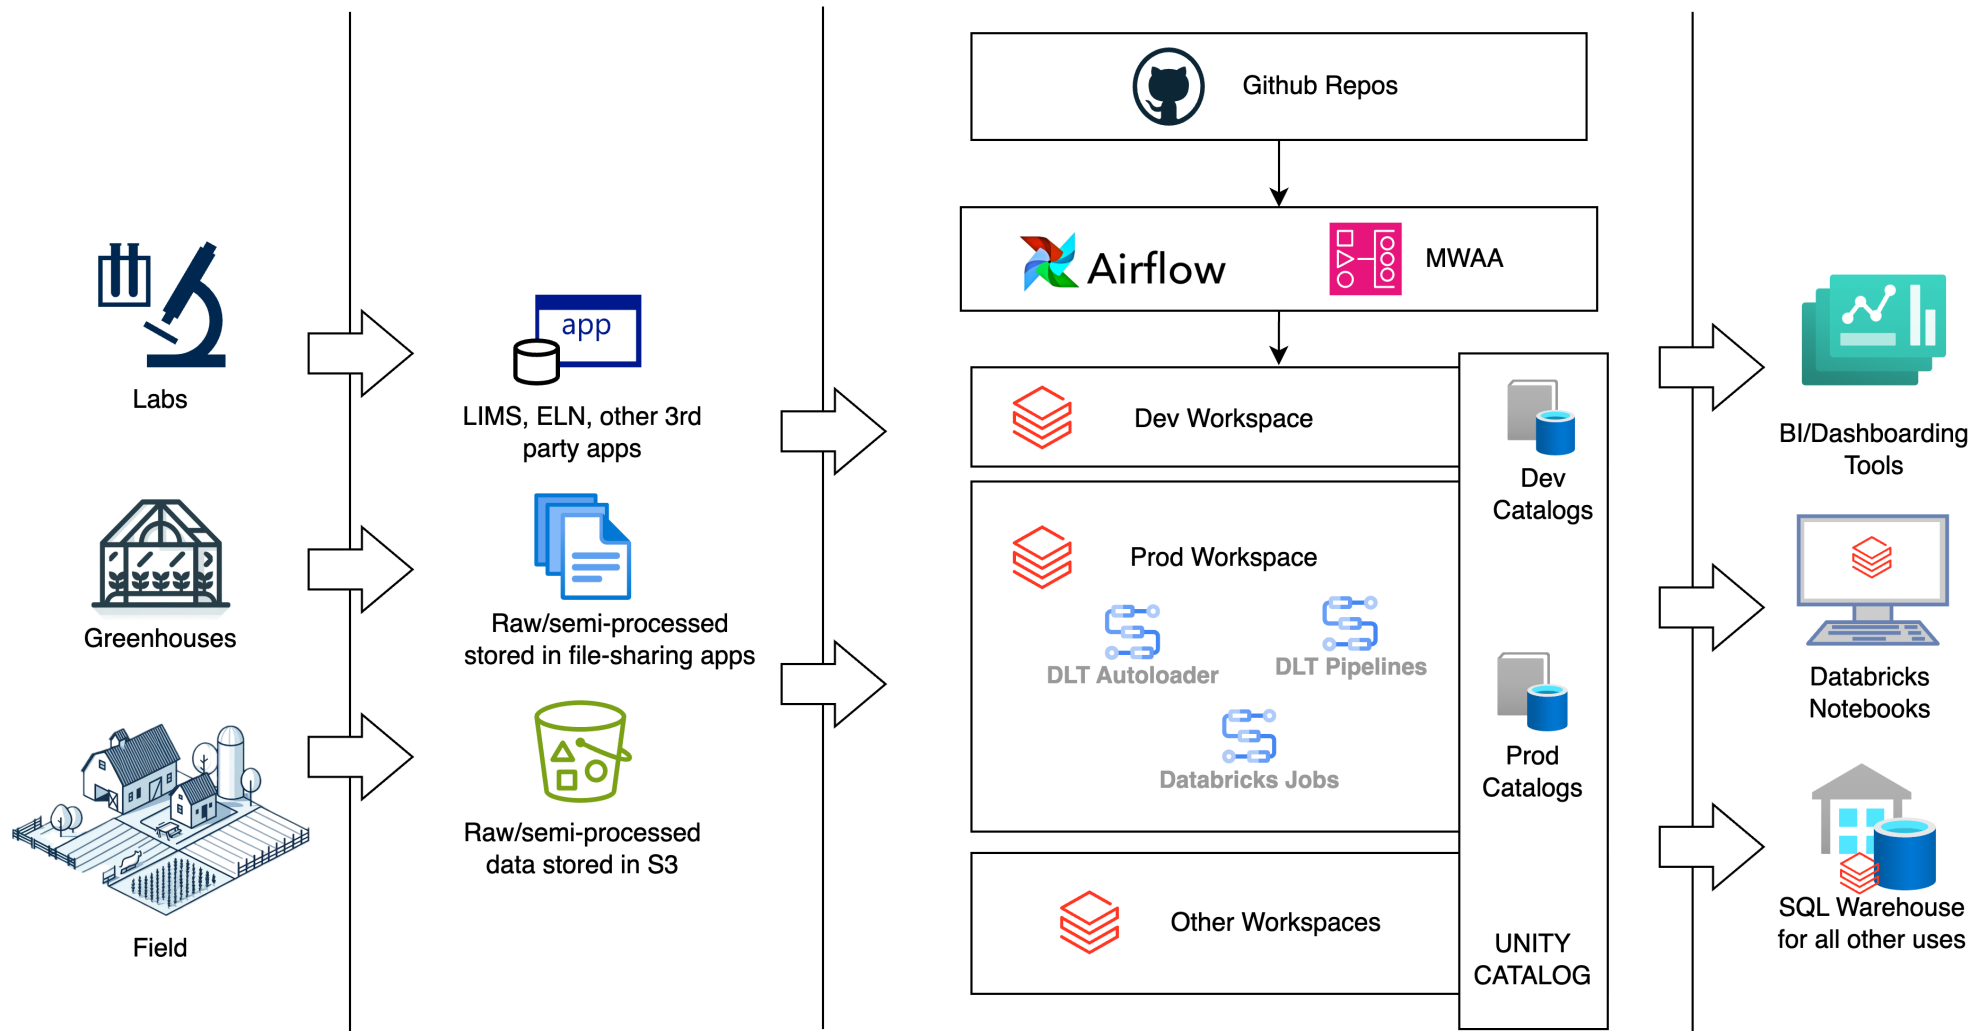 Labs
Greenhouses
Field
app
LIMS, ELN, other 3rd
party apps
Raw/semi-processed
stored in file-sharing apps
Raw/semi-processed
data stored in S3
Github Repos
Airflow
MWAA
Dev Workspace
Prod Workspace
DLT Autoloader
DLT Pipelines
Databricks Jobs
Other Workspaces
Dev
Catalogs
Prod
Catalogs
UNITY
CATALOG
BI/Dashboarding
Tools
Databricks
Notebooks
SQL Warehouse
for all other uses